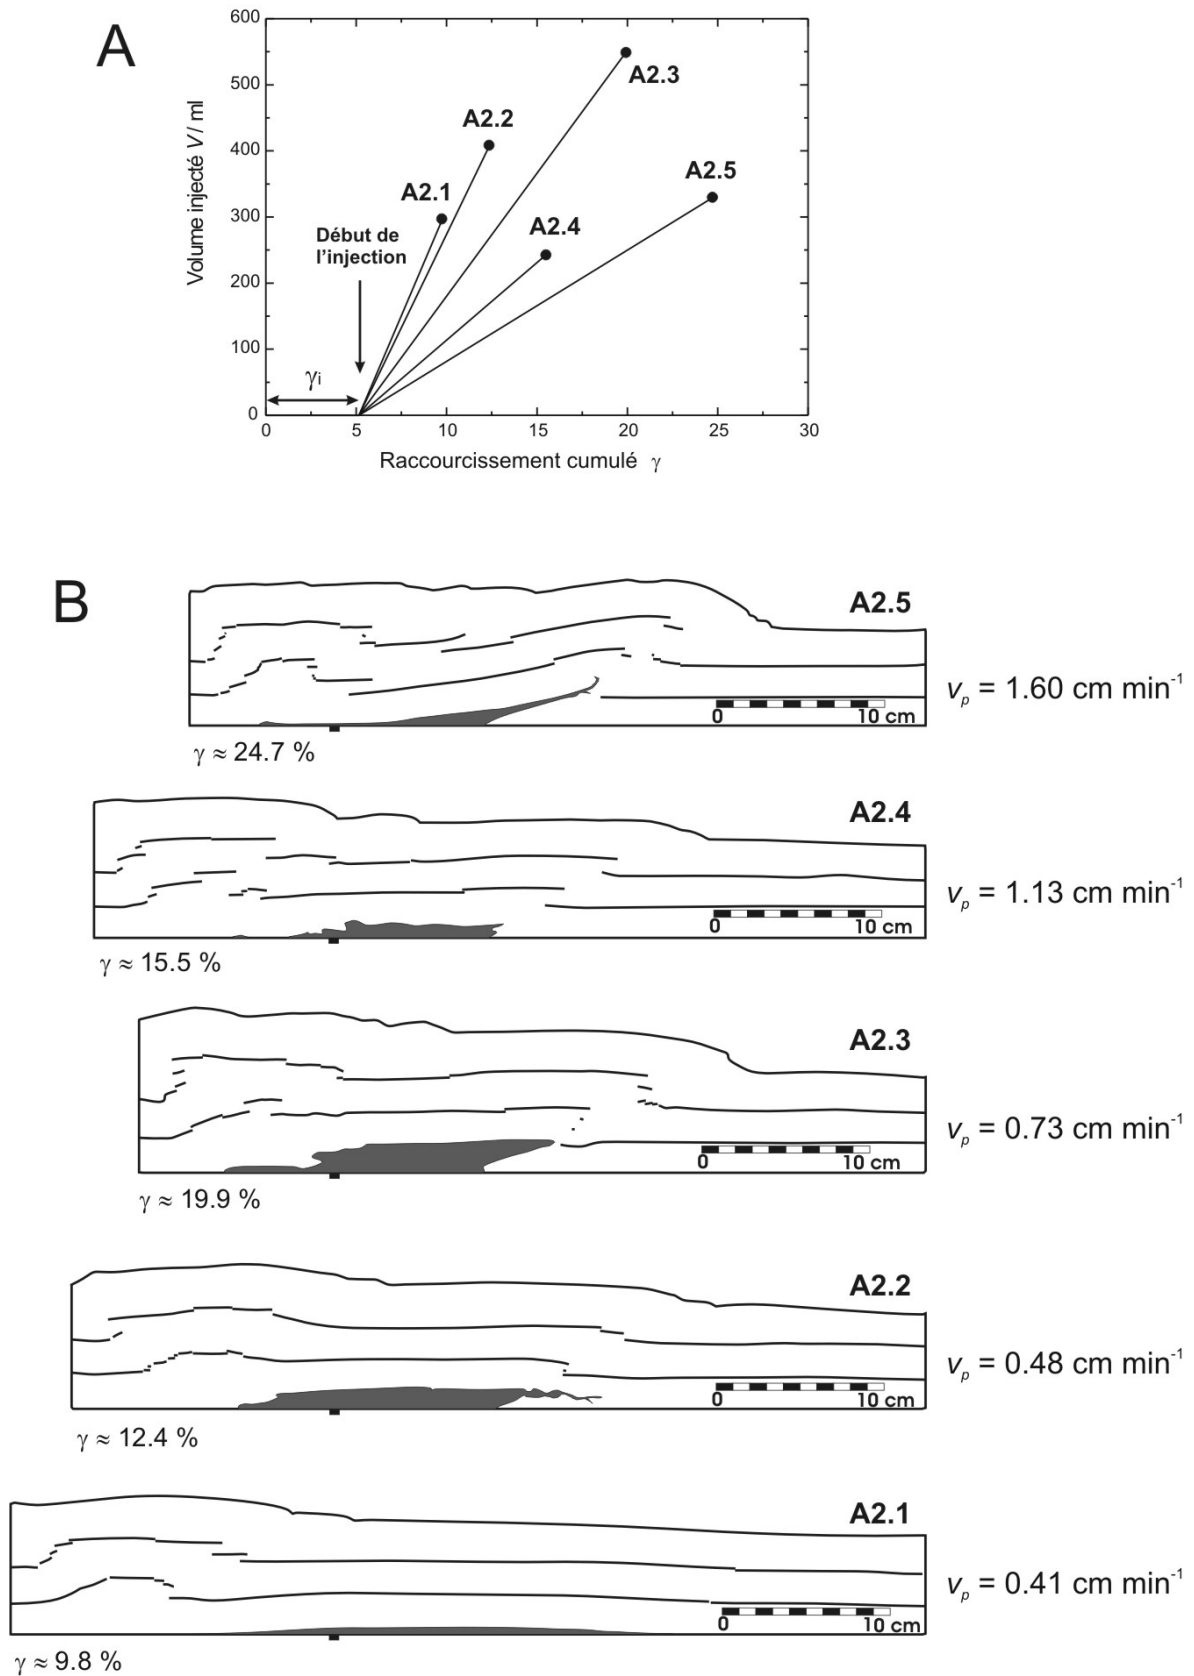 A
600
500
400
300
200
100
0
Volume injecté V / ml
A2.3
A2.2
A2.5
A2.1
A2.4
Début de
l'injection
γi
0 5 10 15 20 25 30
Raccourcissement cumulé γ
B
A2.5
vp = 1.60 cm min-1
0 10 cm
γ ≈ 24.7 %
A2.4
vp = 1.13 cm min-1
0 10 cm
γ ≈ 15.5 %
A2.3
vp = 0.73 cm min-1
0 10 cm
γ ≈ 19.9 %
A2.2
vp = 0.48 cm min-1
0 10 cm
γ ≈ 12.4 %
A2.1
vp = 0.41 cm min-1
0 10 cm
γ ≈ 9.8 %